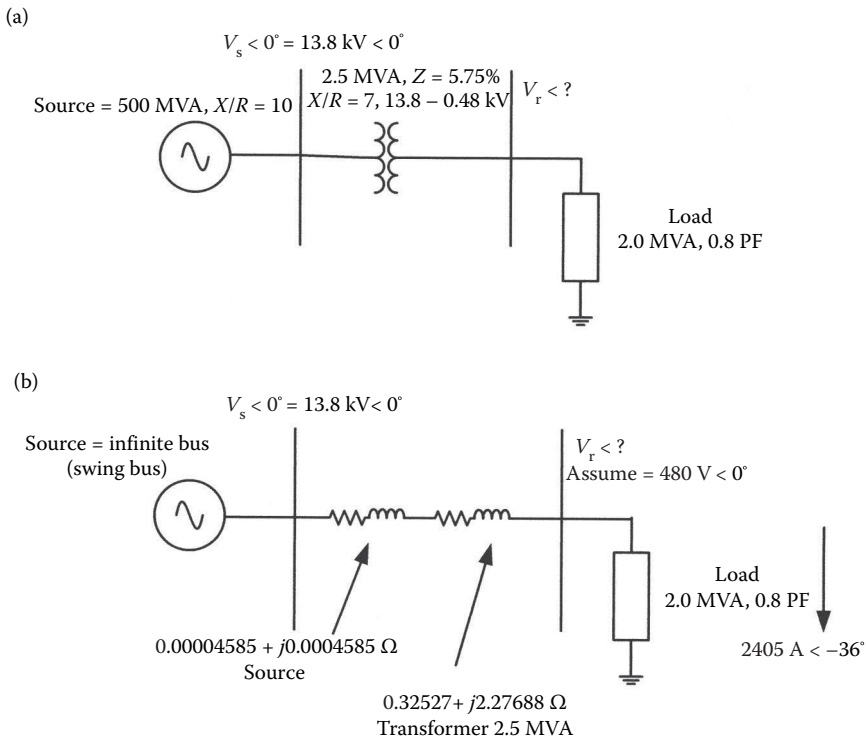 (a)
V_s < 0° = 13.8 kV < 0°
2.5 MVA, Z = 5.75%
X/R = 7, 13.8 – 0.48 kV
V_r < ?
Source = 500 MVA, X/R = 10
Load
2.0 MVA, 0.8 PF
(b)
V_s < 0° = 13.8 kV< 0°
Source = infinite bus
(swing bus)
V_r < ?
Assume = 480 V < 0°
Load
2.0 MVA, 0.8 PF
2405 A < −36°
0.00004585 + j0.0004585 Ω
Source
0.32527+ j2.27688 Ω
Transformer 2.5 MVA